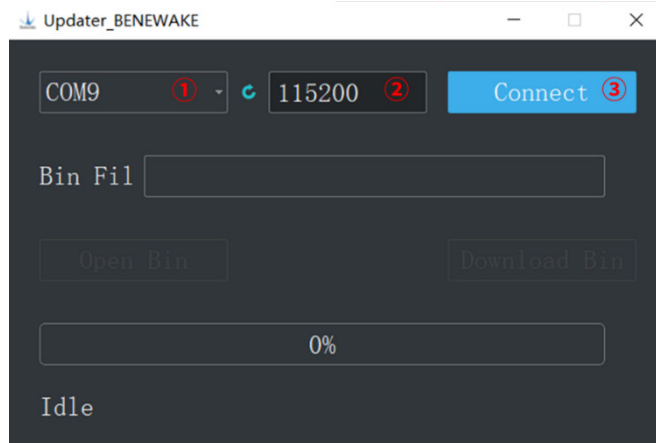 Updater_BENEWAKE
COM9 ① 115200 ② Connect ③
Bin Fil
Open Bin Download Bin
0%
Idle